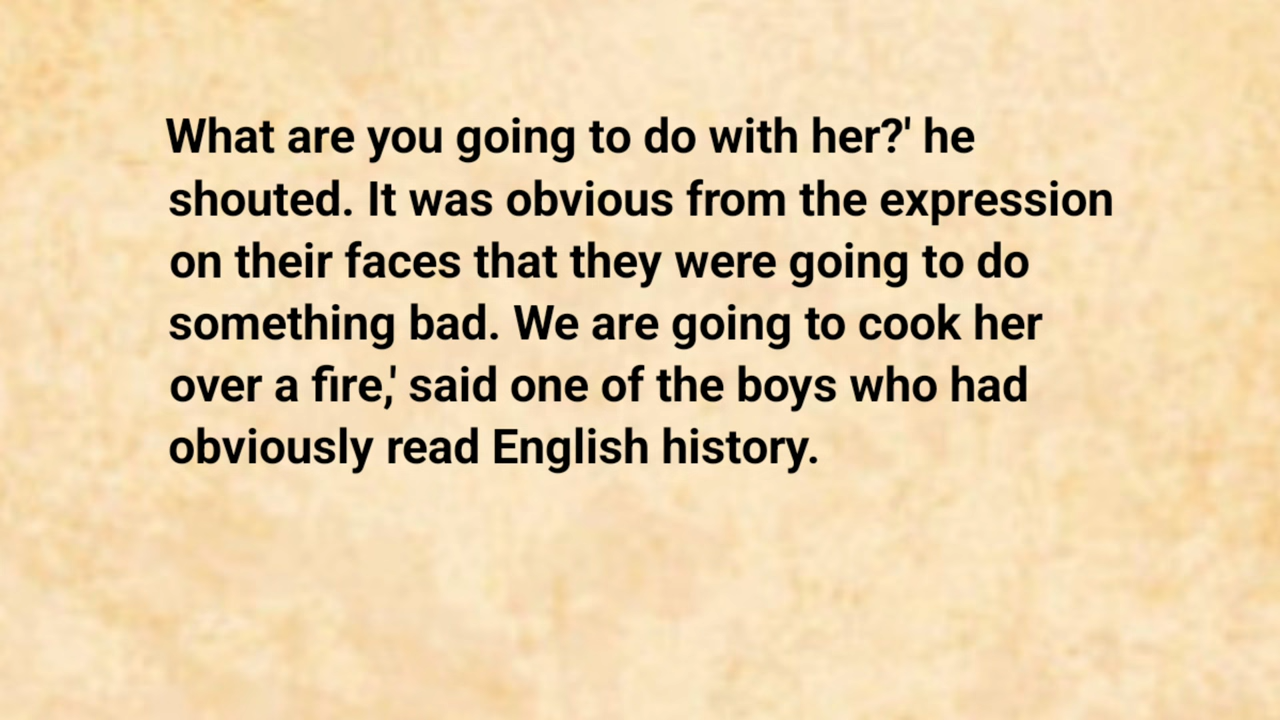 What are you going to do with her?' he
shouted. It was obvious from the expression
on their faces that they were going to do
something bad. We are going to cook her
over a fire,' said one of the boys who had
obviously read English history.